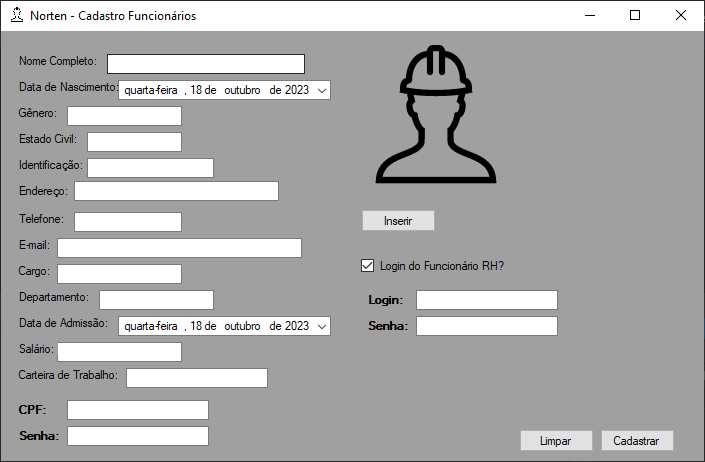 Norten - Cadastro Funcionários
Nome Completo:
Data de Nascimento: quarta-feira , 18 de outubro de 2023
Gênero:
Estado Civil:
Identificação:
Endereço:
Telefone:
E-mail:
Cargo:
Departamento:
Data de Admissão: quarta-feira , 18 de outubro de 2023
Salário:
Carteira de Trabalho:
CPF:
Senha:
Inserir
Login do Funcionário RH?
Login:
Senha:
Limpar
Cadastrar